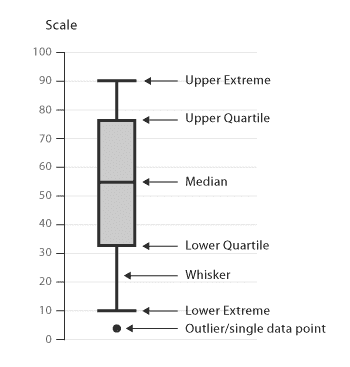 Scale
100
90
Upper Extreme
80
Upper Quartile
70
60
Median
50
40
30
Lower Quartile
Whisker
20
10
Lower Extreme
Outlier/single data point
0